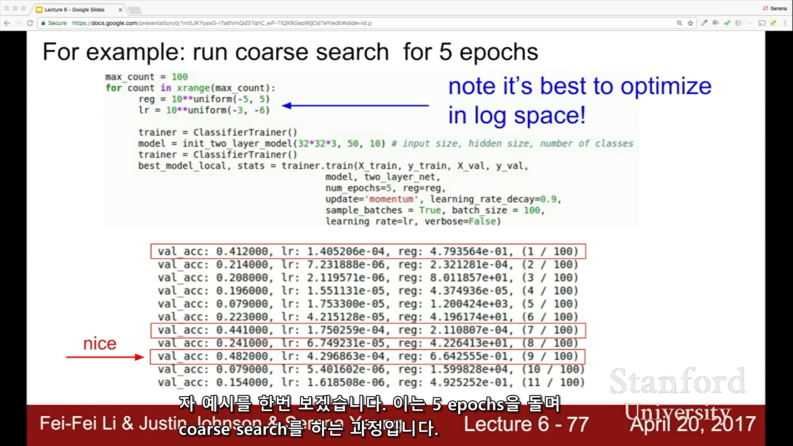 Lecture 6 - Google Slides
Serena
Secure https://docs.google.com/presentation/d/
For example: run coarse search for 5 epochs
max_count = 100
for count in xrange(max_count):
reg = 10**uniform(-5, 5)
lr = 10**uniform(-3, -6)
note it's best to optimize
in log space!
trainer = ClassifierTrainer()
model = init_two_layer_model(32*32*3, 50, 10) # input size, hidden size, number of classes
trainer = ClassifierTrainer()
best_model_local, stats = trainer.train(X_train, y_train, X_val, y_val,
model, two_layer_net,
num_epochs=5, reg=reg,
update='momentum', learning_rate_decay=0.9,
sample_batches = True, batch_size = 100,
learning_rate=lr, verbose=False)
val_acc: 0.412000, lr: 1.405206e-04, reg: 4.793564e-01, (1 / 100)
val_acc: 0.214000, lr: 7.231888e-06, reg: 2.321281e-04, (2 / 100)
val_acc: 0.208000, lr: 2.119571e-06, reg: 8.011857e+01, (3 / 100)
val_acc: 0.196000, lr: 1.551131e-05, reg: 4.374936e-05, (4 / 100)
val_acc: 0.079000, lr: 1.753300e-05, reg: 1.200424e+03, (5 / 100)
val_acc: 0.223000, lr: 4.215128e-05, reg: 4.196174e+01, (6 / 100)
val_acc: 0.441000, lr: 1.750259e-04, reg: 2.110807e-04, (7 / 100)
val_acc: 0.241000, lr: 6.749231e-05, reg: 4.226413e+01, (8 / 100)
nice
val_acc: 0.482000, lr: 4.296863e-04, reg: 6.642555e-01, (9 / 100)
val_acc: 0.079000, lr: 5.401602e-06, reg: 1.599828e+04, (10 / 100)
val_acc: 0.154000, lr: 1.618508e-06, reg: 4.925252e-01, (11 / 100)
Stanford
University
자 예시를 한번 보겠습니다. 이는 5 epochs을 돌며
coarse search를 하는 과정입니다.
Fei-Fei Li & Justin Johnson & Serena Yeung
Lecture 6 - 77
April 20, 2017